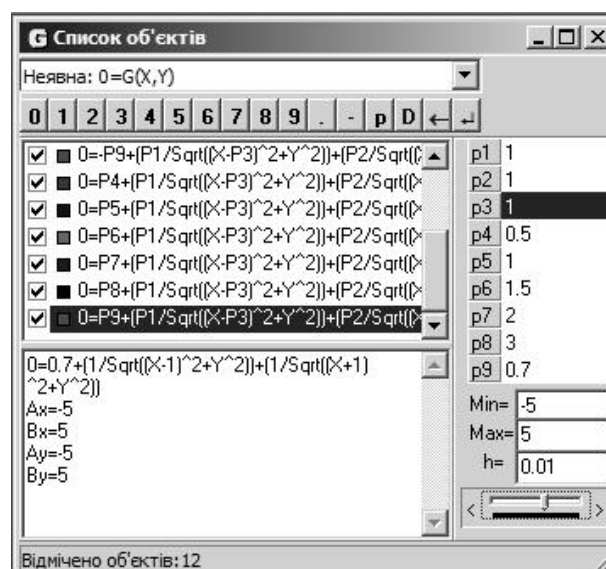 G Список об'єктів
Неявна: 0=G(X,Y)
0 1 2 3 4 5 6 7 8 9 . - p D ← ↵
0=-P9+(P1/Sqrt((X-P3)^2+Y^2))+(P2/Sqrt((
0=P4+(P1/Sqrt((X-P3)^2+Y^2))+(P2/Sqrt((X
0=P5+(P1/Sqrt((X-P3)^2+Y^2))+(P2/Sqrt((X
0=P6+(P1/Sqrt((X-P3)^2+Y^2))+(P2/Sqrt((X
0=P7+(P1/Sqrt((X-P3)^2+Y^2))+(P2/Sqrt((X
0=P8+(P1/Sqrt((X-P3)^2+Y^2))+(P2/Sqrt((X
0=P9+(P1/Sqrt((X-P3)^2+Y^2))+(P2/Sqrt((X
0=0.7+(1/Sqrt((X-1)^2+Y^2))+(1/Sqrt((X+1)
^2+Y^2))
Ax=-5
Bx=5
Ay=-5
By=5
p1 1
p2 1
p3 1
p4 0.5
p5 1
p6 1.5
p7 2
p8 3
p9 0.7
Min= -5
Max= 5
h= 0.01
< >
Відмічено об'єктів:12